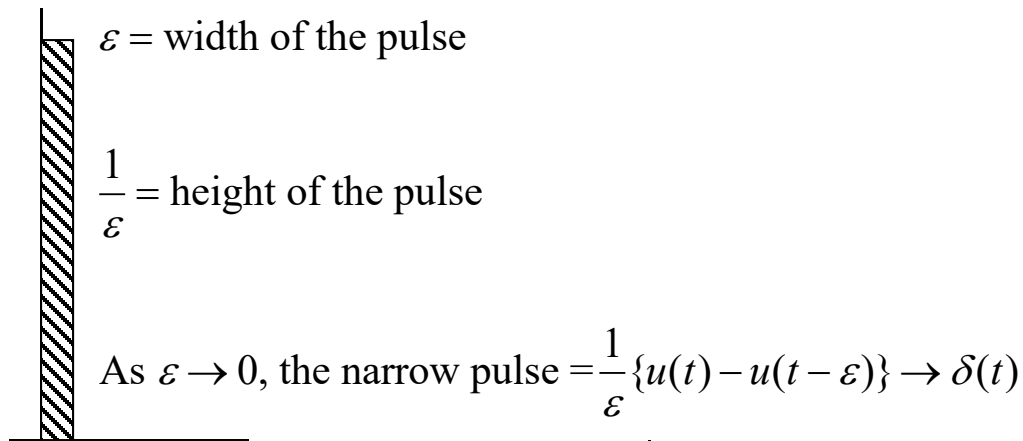 ε = width of the pulse
1/ε = height of the pulse
As ε → 0, the narrow pulse = 1/ε {u(t) − u(t − ε)} → δ(t)